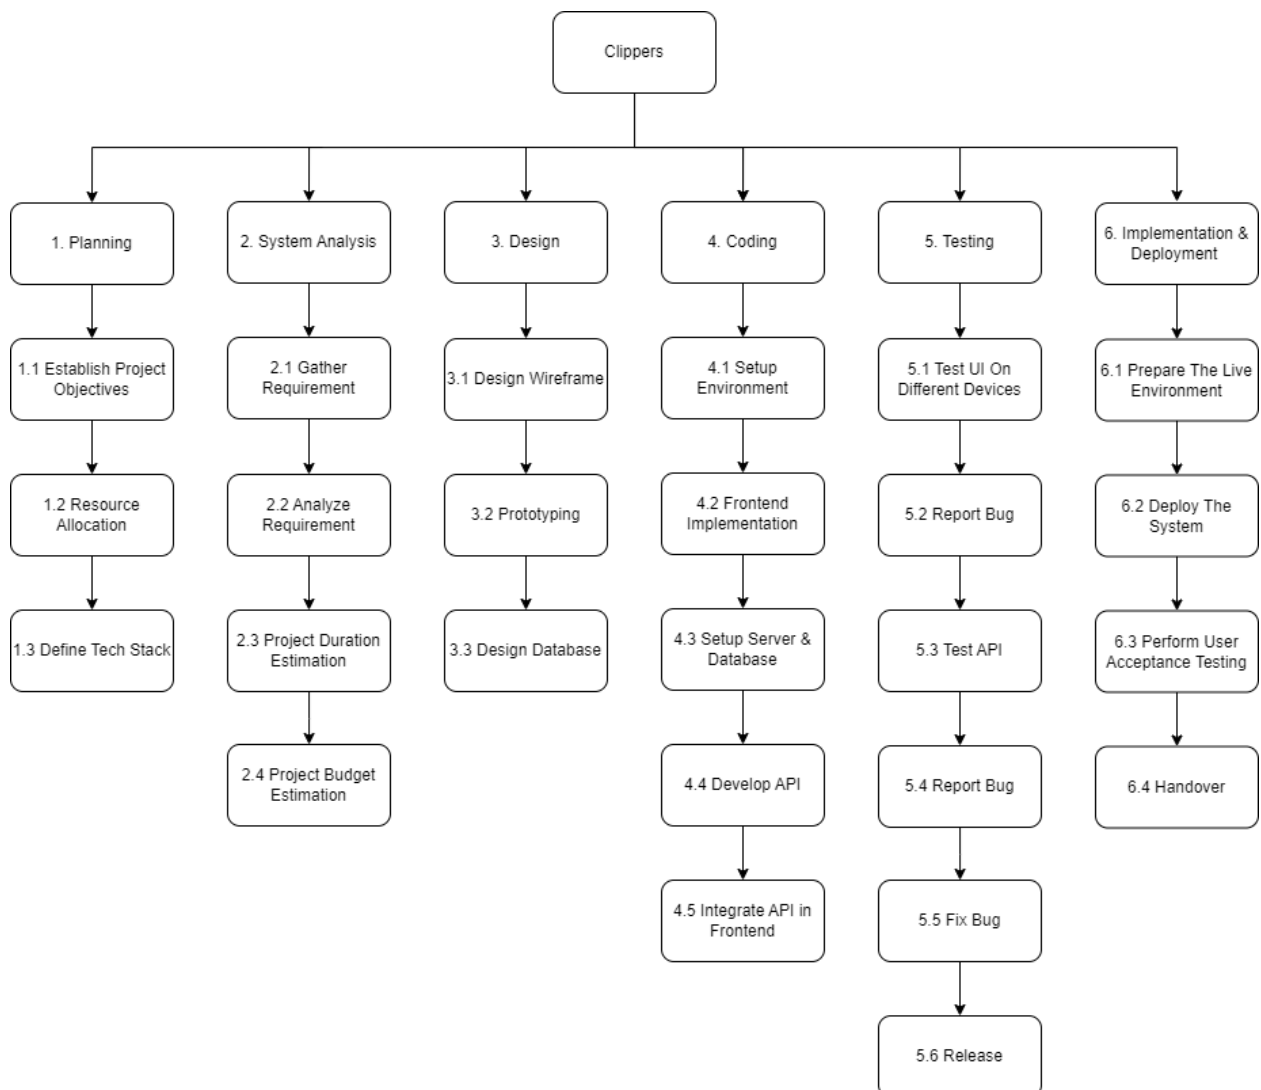 Clippers
1. Planning
2. System Analysis
3. Design
4. Coding
5. Testing
6. Implementation &
Deployment
1.1 Establish Project
Objectives
2.1 Gather
Requirement
3.1 Design Wireframe
4.1 Setup
Environment
5.1 Test UI On
Different Devices
6.1 Prepare The Live
Environment
1.2 Resource
Allocation
2.2 Analyze
Requirement
3.2 Prototyping
4.2 Frontend
Implementation
5.2 Report Bug
6.2 Deploy The
System
1.3 Define Tech Stack
2.3 Project Duration
Estimation
3.3 Design Database
4.3 Setup Server &
Database
5.3 Test API
6.3 Perform User
Acceptance Testing
2.4 Project Budget
Estimation
4.4 Develop API
5.4 Report Bug
6.4 Handover
4.5 Integrate API in
Frontend
5.5 Fix Bug
5.6 Release